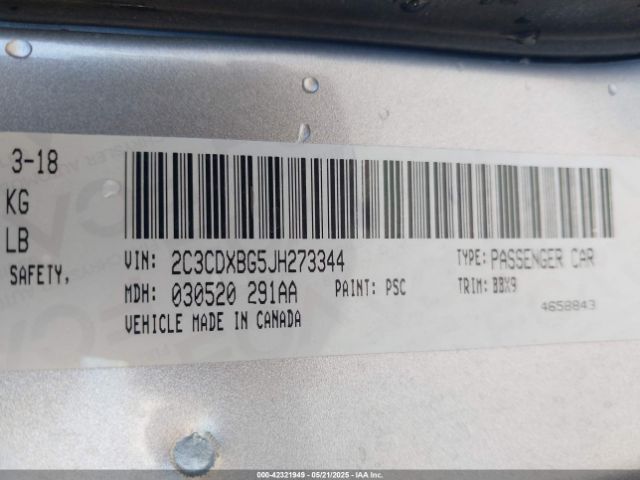 3-18
KG
LB
SAFETY,
VIN: 2C3CDXBG5JH273344 TYPE: PASSENGER CAR
MDH: 030520 291AA PAINT: PSC TRIM: BBX9
VEHICLE MADE IN CANADA 4658843
000-42321949 - 05/21/2025 - IAA Inc.